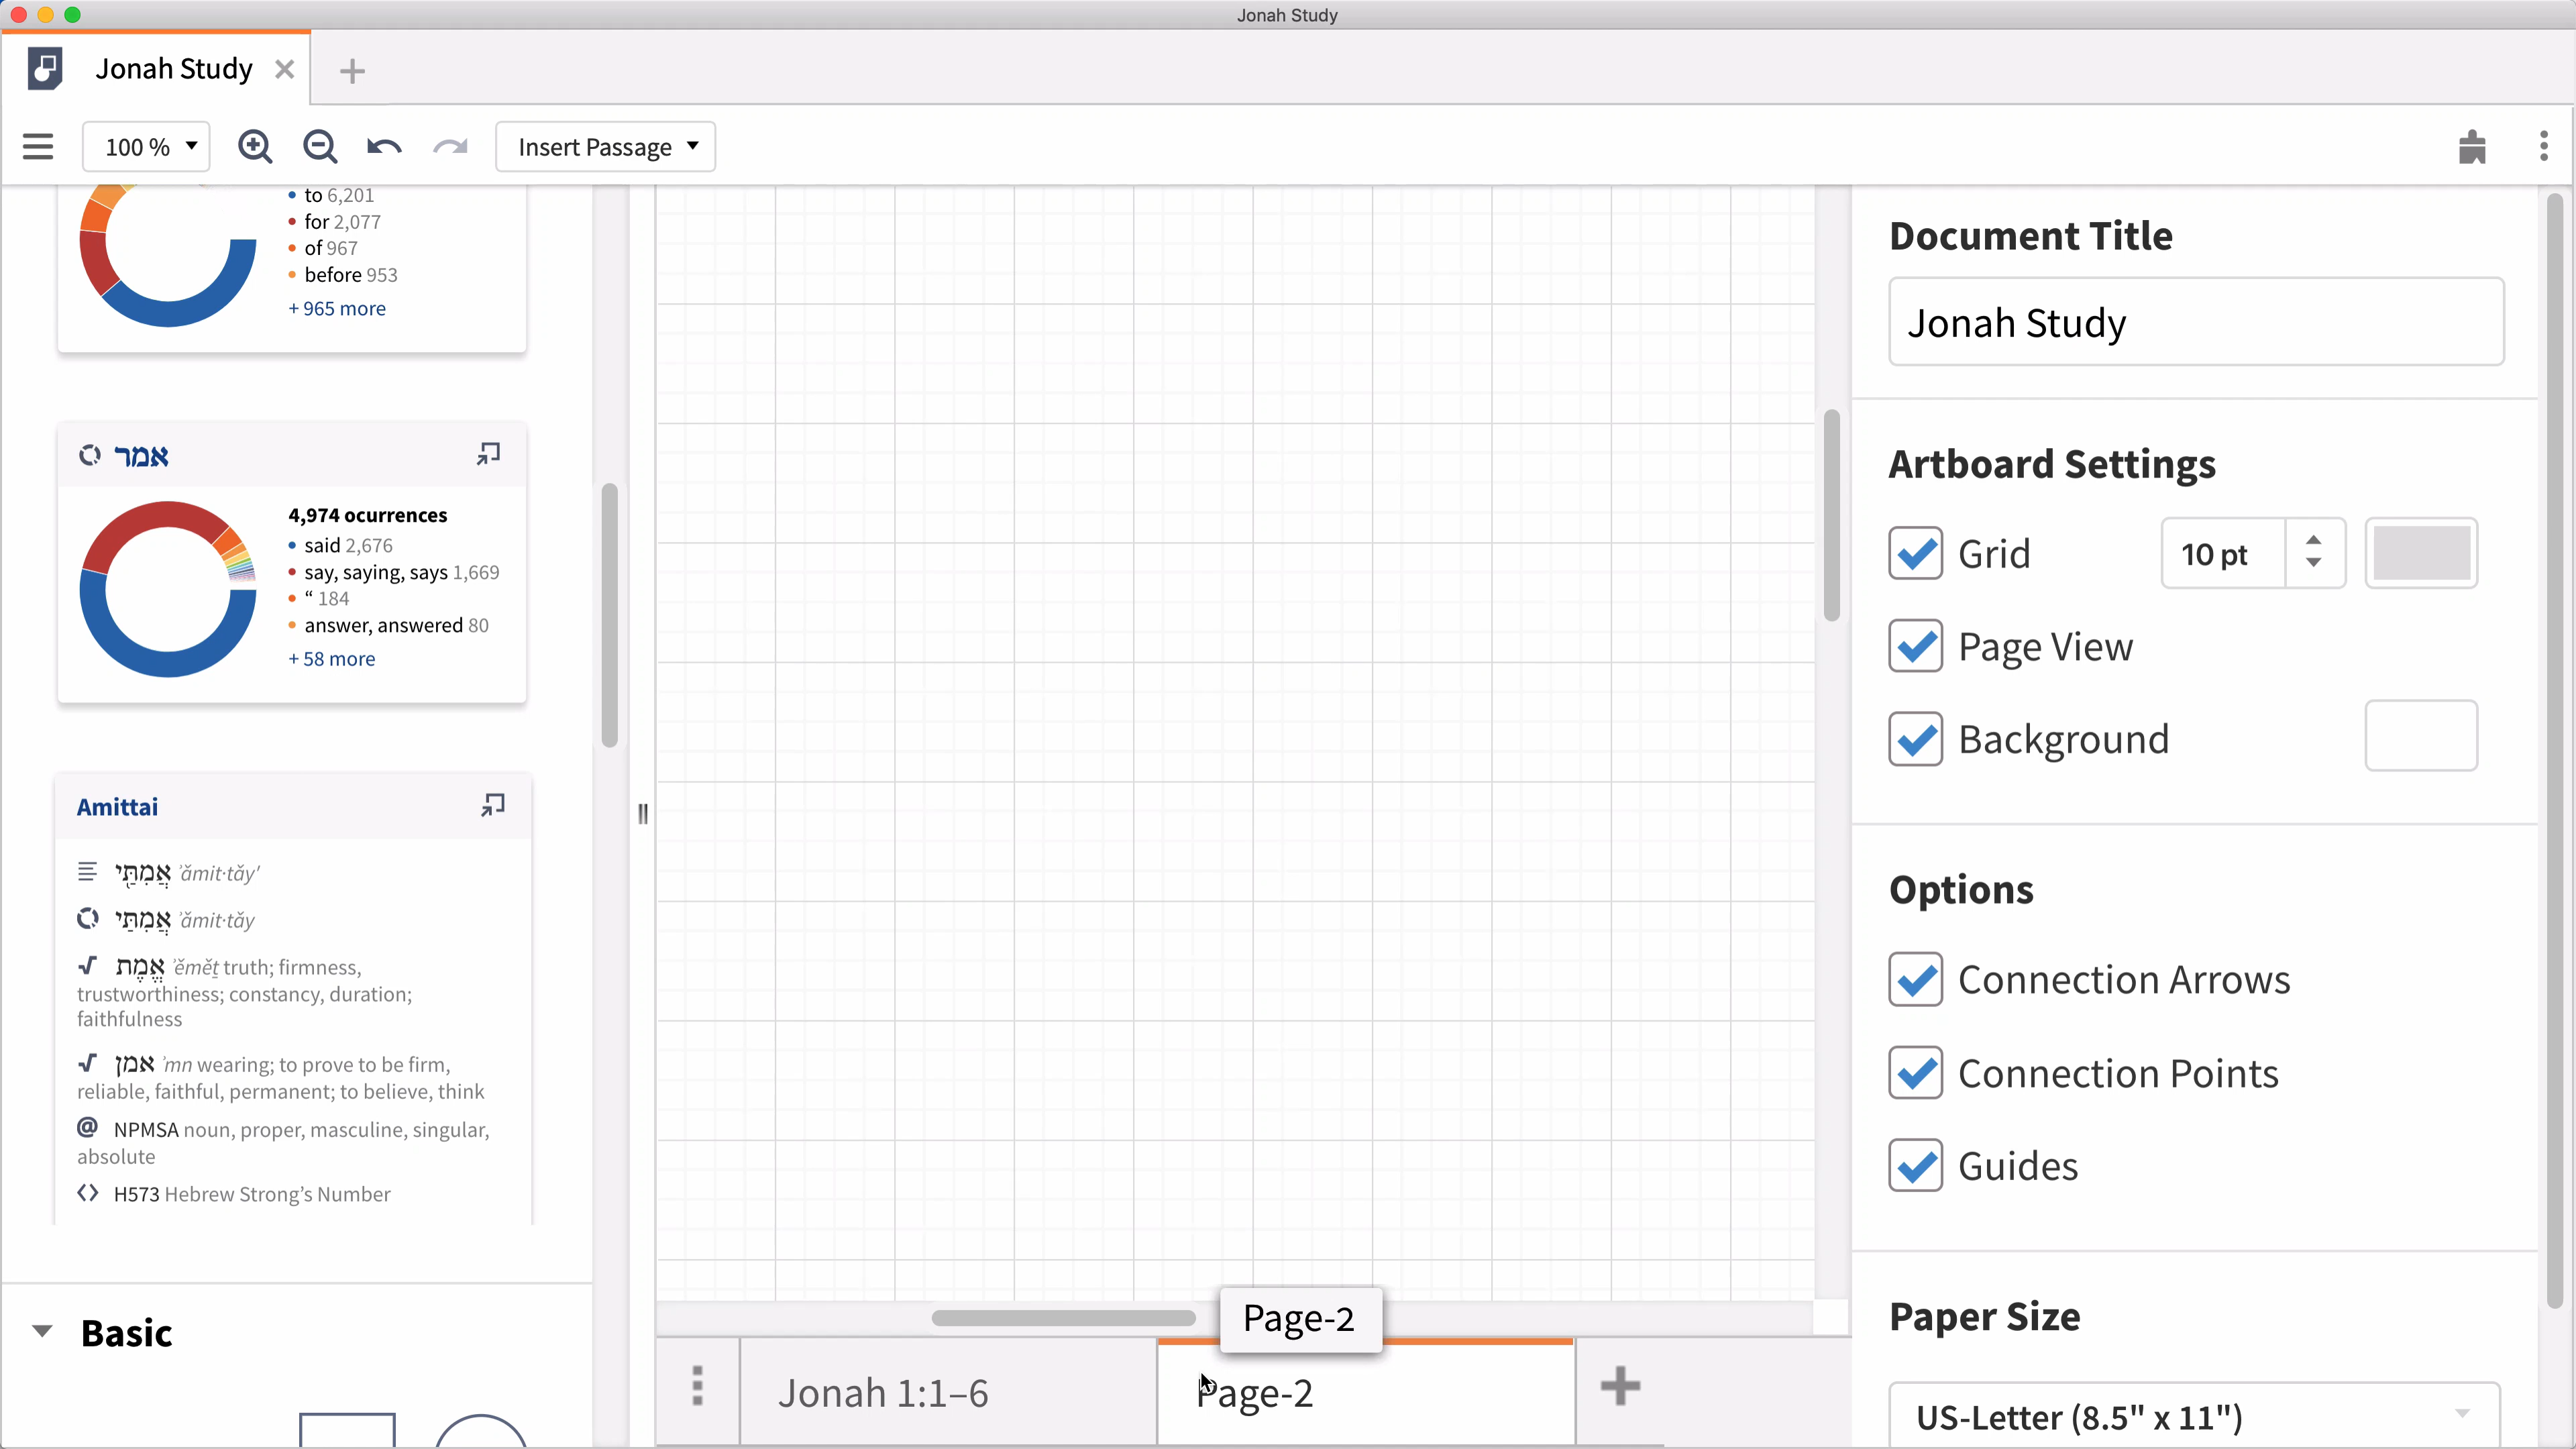 Jonah Study
Jonah Study
100 %
Insert Passage
to 6,201
for 2,077
of 967
before 953
+ 965 more
אמר
4,974 ocurrences
said 2,676
say, saying, says 1,669
“ 184
answer, answered 80
+ 58 more
Amittai
אֲמִתַּ֖י ʾămit·tăyʹ
אֲמִתַּי ʾămit·tăy
אֱמֶת ʾĕmĕṯ truth; firmness,
trustworthiness; constancy, duration;
faithfulness
אמן ʾmn wearing; to prove to be firm,
reliable, faithful, permanent; to believe, think
@ NPMSA noun, proper, masculine, singular,
absolute
H573 Hebrew Strong’s Number
Basic
Page-2
Jonah 1:1–6
Page-2
Document Title
Jonah Study
Artboard Settings
Grid
10 pt
Page View
Background
Options
Connection Arrows
Connection Points
Guides
Paper Size
US-Letter (8.5" x 11")